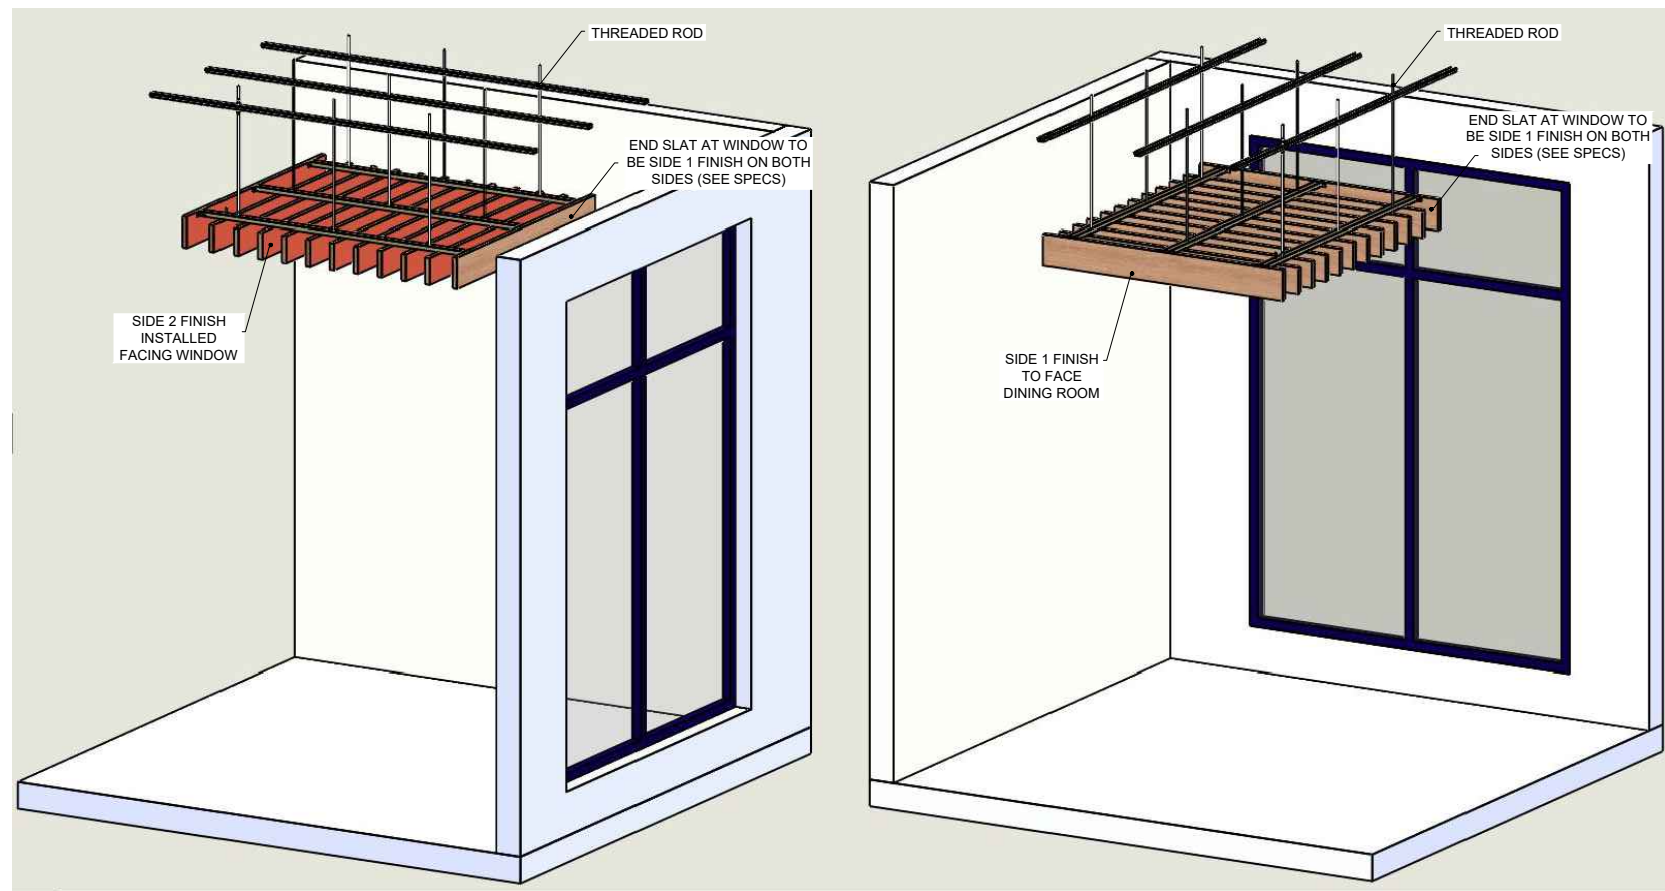 THREADED ROD
END SLAT AT WINDOW TO
BE SIDE 1 FINISH ON BOTH
SIDES (SEE SPECS)
SIDE 2 FINISH
INSTALLED
FACING WINDOW
THREADED ROD
END SLAT AT WINDOW TO
BE SIDE 1 FINISH ON BOTH
SIDES (SEE SPECS)
SIDE 1 FINISH
TO FACE
DINING ROOM